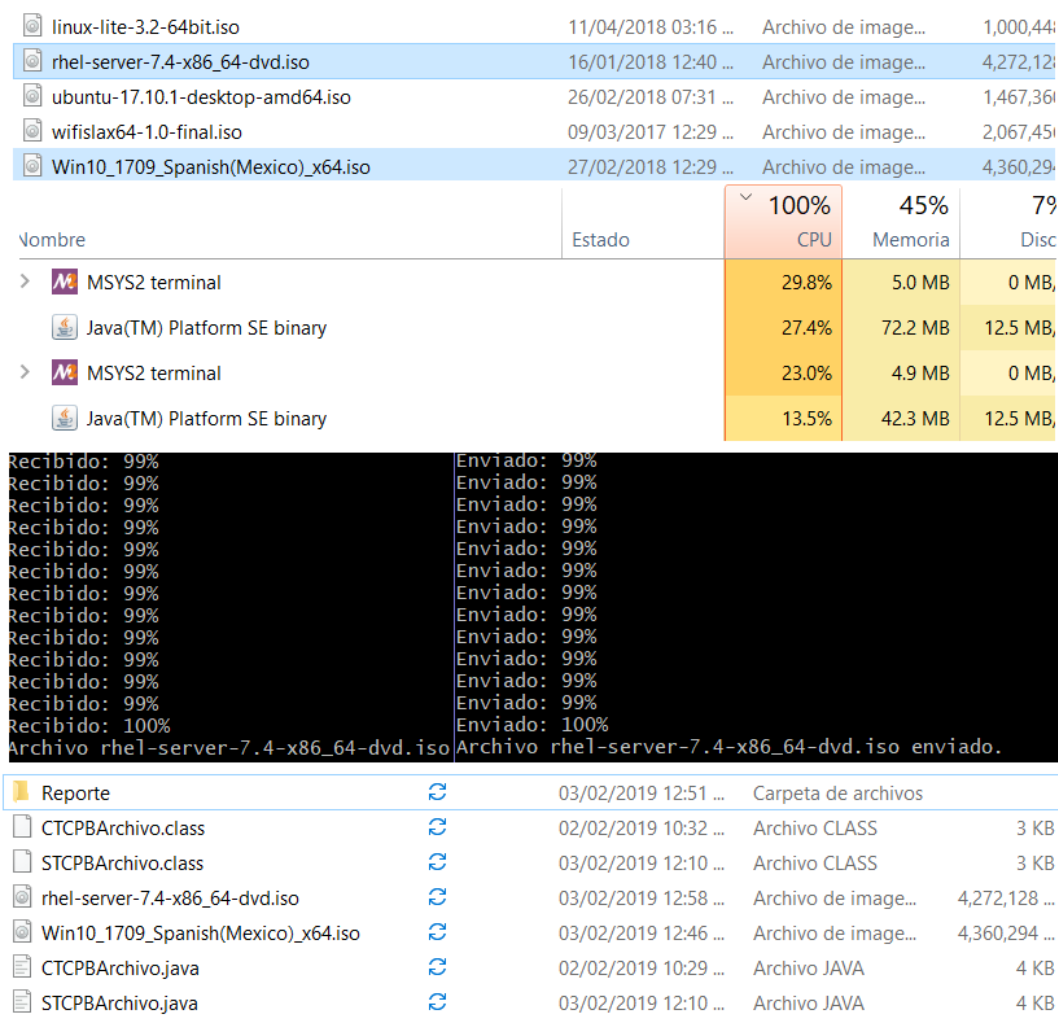 linux-lite-3.2-64bit.iso 11/04/2018 03:16 ... Archivo de image... 1,000,448
rhel-server-7.4-x86_64-dvd.iso 16/01/2018 12:40 ... Archivo de image... 4,272,128
ubuntu-17.10.1-desktop-amd64.iso 26/02/2018 07:31 ... Archivo de image... 1,467,36
wifislax64-1.0-final.iso 09/03/2017 12:29 ... Archivo de image... 2,067,45
Win10_1709_Spanish(Mexico)_x64.iso 27/02/2018 12:29 ... Archivo de image... 4,360,294
100% 45% 7%
Nombre Estado CPU Memoria Disc
MSYS2 terminal 29.8% 5.0 MB 0 MB,
Java(TM) Platform SE binary 27.4% 72.2 MB 12.5 MB,
MSYS2 terminal 23.0% 4.9 MB 0 MB,
Java(TM) Platform SE binary 13.5% 42.3 MB 12.5 MB,
Recibido: 99% Enviado: 99%
Recibido: 99% Enviado: 99%
Recibido: 99% Enviado: 99%
Recibido: 99% Enviado: 99%
Recibido: 99% Enviado: 99%
Recibido: 99% Enviado: 99%
Recibido: 99% Enviado: 99%
Recibido: 99% Enviado: 99%
Recibido: 99% Enviado: 99%
Recibido: 99% Enviado: 99%
Recibido: 99% Enviado: 99%
Recibido: 99% Enviado: 99%
Recibido: 100% Enviado: 100%
Archivo rhel-server-7.4-x86_64-dvd.iso Archivo rhel-server-7.4-x86_64-dvd.iso enviado.
Reporte 03/02/2019 12:51 ... Carpeta de archivos
CTCPBArchivo.class 02/02/2019 10:32 ... Archivo CLASS 3 KB
STCPBArchivo.class 03/02/2019 12:10 ... Archivo CLASS 3 KB
rhel-server-7.4-x86_64-dvd.iso 03/02/2019 12:58 ... Archivo de image... 4,272,128 ...
Win10_1709_Spanish(Mexico)_x64.iso 03/02/2019 12:46 ... Archivo de image... 4,360,294 ...
CTCPBArchivo.java 02/02/2019 10:29 ... Archivo JAVA 4 KB
STCPBArchivo.java 03/02/2019 12:10 ... Archivo JAVA 4 KB